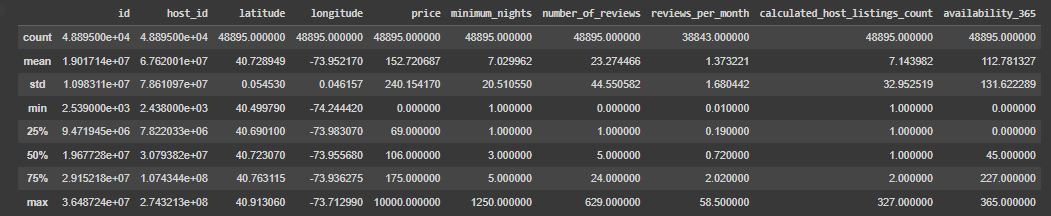 id host_id latitude longitude price minimum_nights number_of_reviews reviews_per_month calculated_host_listings_count availability_365
count 4.889500e+04 4.889500e+04 48895.000000 48895.000000 48895.000000 48895.000000 48895.000000 38843.000000 48895.000000 48895.000000
mean 1.901714e+07 6.762001e+07 40.728949 -73.952170 152.720687 7.029962 23.274466 1.373221 7.143982 112.781327
std 1.098311e+07 7.861097e+07 0.054530 0.046157 240.154170 20.510550 44.550582 1.680442 32.952519 131.622289
min 2.539000e+03 2.438000e+03 40.499790 -74.244420 0.000000 1.000000 0.000000 0.010000 1.000000 0.000000
25% 9.471945e+06 7.822033e+06 40.690100 -73.983070 69.000000 1.000000 1.000000 0.190000 1.000000 0.000000
50% 1.967728e+07 3.079382e+07 40.723070 -73.955680 106.000000 3.000000 5.000000 0.720000 1.000000 45.000000
75% 2.915218e+07 1.074344e+08 40.763115 -73.936275 175.000000 5.000000 24.000000 2.020000 2.000000 227.000000
max 3.648724e+07 2.743213e+08 40.913060 -73.712990 10000.000000 1250.000000 629.000000 58.500000 327.000000 365.000000